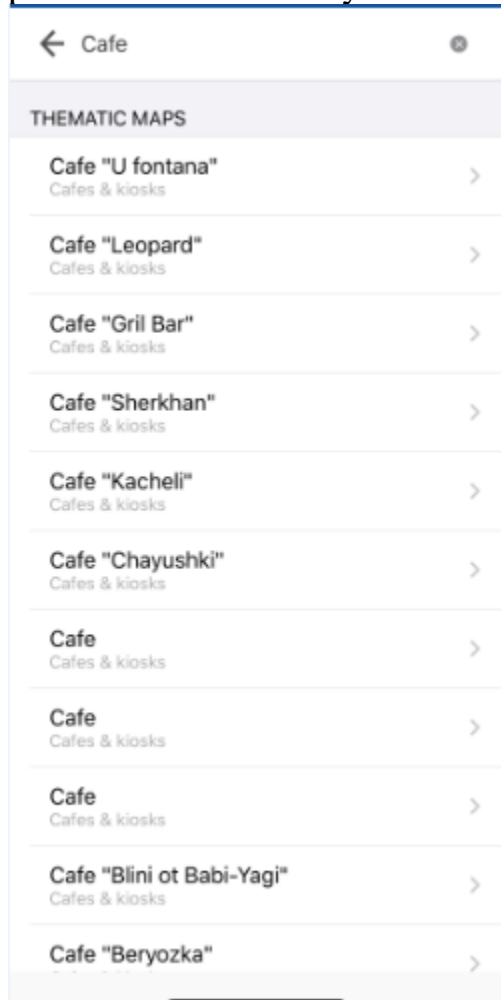 Cafe
THEMATIC MAPS
Cafe "U fontana"
Cafes & kiosks
Cafe "Leopard"
Cafes & kiosks
Cafe "Gril Bar"
Cafes & kiosks
Cafe "Sherkhan"
Cafes & kiosks
Cafe "Kacheli"
Cafes & kiosks
Cafe "Chayushki"
Cafes & kiosks
Cafe
Cafes & kiosks
Cafe
Cafes & kiosks
Cafe
Cafes & kiosks
Cafe "Blini ot Babi-Yagi"
Cafes & kiosks
Cafe "Beryozka"